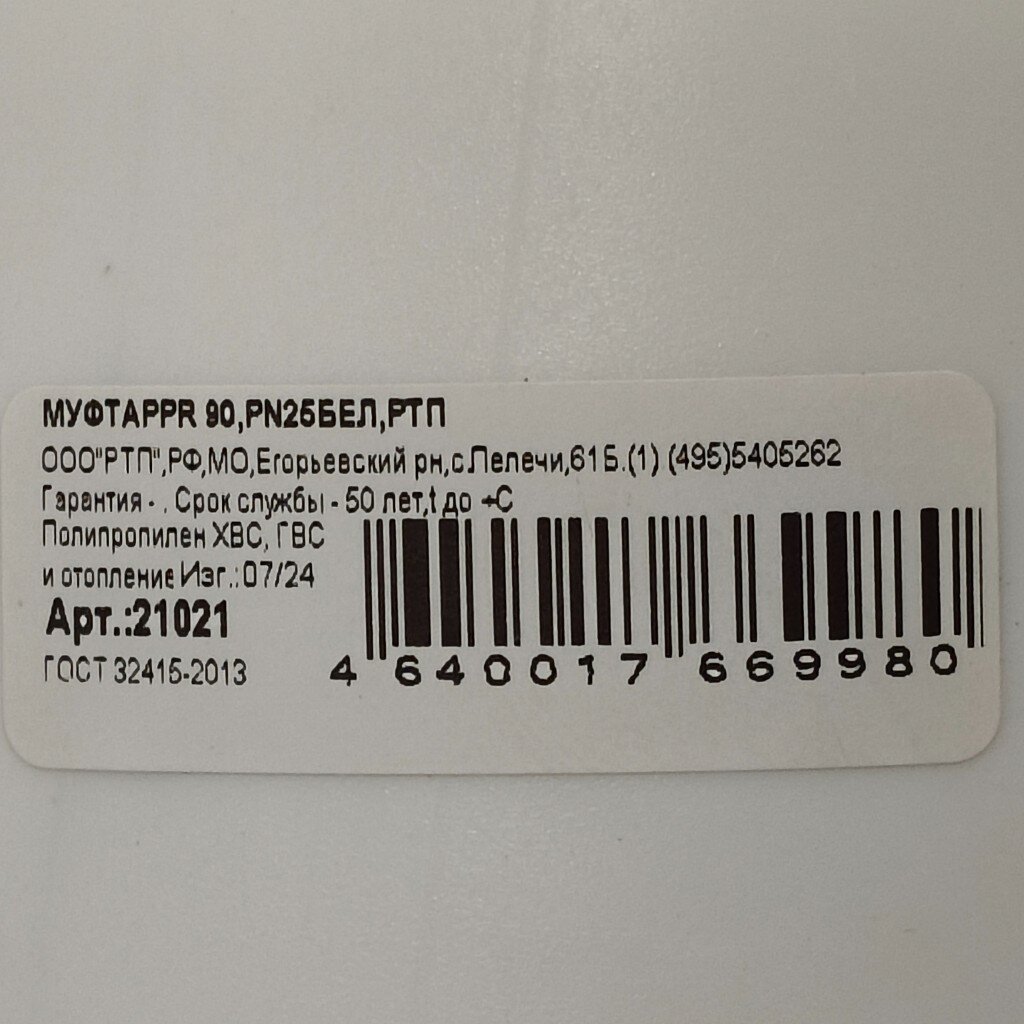 МУФТАPPR 90,PN25БЕЛ,РТП
ООО"РТП",РФ,МО,Егорьевский рн,с.Лелечи,61Б.(1) (495)5405262
Гарантия - . Срок службы - 50 лет,t до +C
Полипропилен ХВС, ГВС
и отопление Изг.:07/24
Арт.:21021
ГОСТ 32415-2013
4 640017 669980